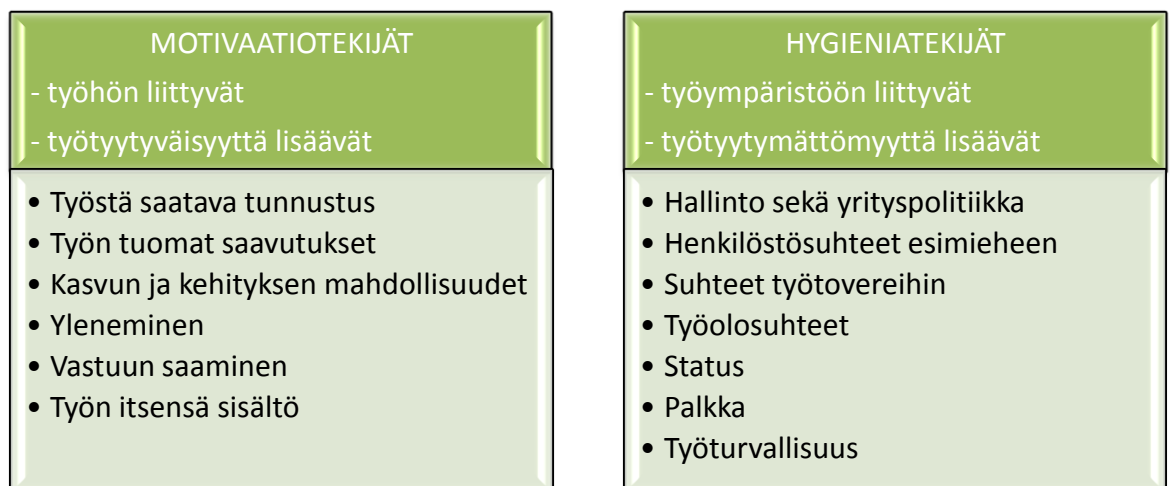 MOTIVAATIOTEKIJÄT
- työhön liittyvät
- työtyytyväisyyttä lisäävät
• Työstä saatava tunnustus
• Työn tuomat saavutukset
• Kasvun ja kehityksen mahdollisuudet
• Yleneminen
• Vastuun saaminen
• Työn itsensä sisältö
HYGIENIATEKIJÄT
- työympäristöön liittyvät
- työtyytymättömyyttä lisäävät
• Hallinto sekä yrityspolitiikka
• Henkilöstösuhteet esimieheen
• Suhteet työtovereihin
• Työolosuhteet
• Status
• Palkka
• Työturvallisuus